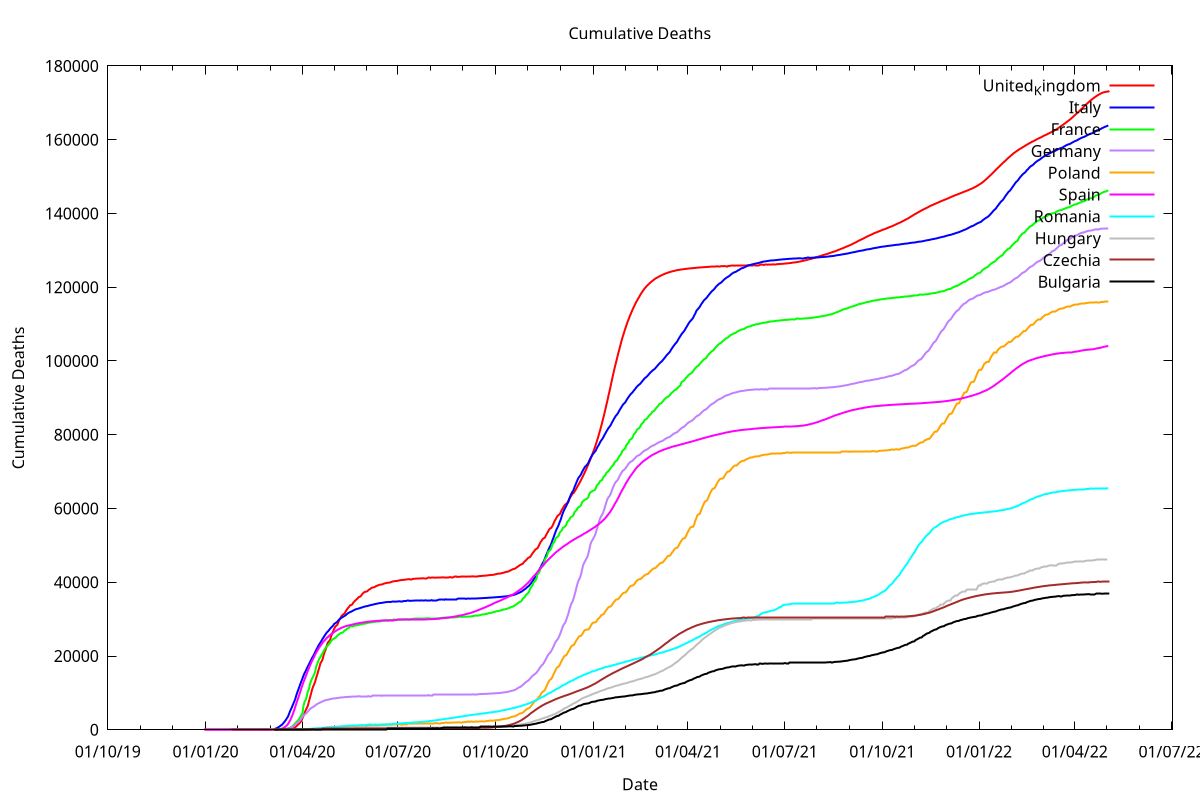 Cumulative Deaths
180000
160000
140000
120000
100000
80000
60000
40000
20000
0
Cumulative Deaths
United_Kingdom
Italy
France
Germany
Poland
Spain
Romania
Hungary
Czechia
Bulgaria
01/10/19 01/01/20 01/04/20 01/07/20 01/10/20 01/01/21 01/04/21 01/07/21 01/10/21 01/01/22 01/04/22 01/07/22
Date